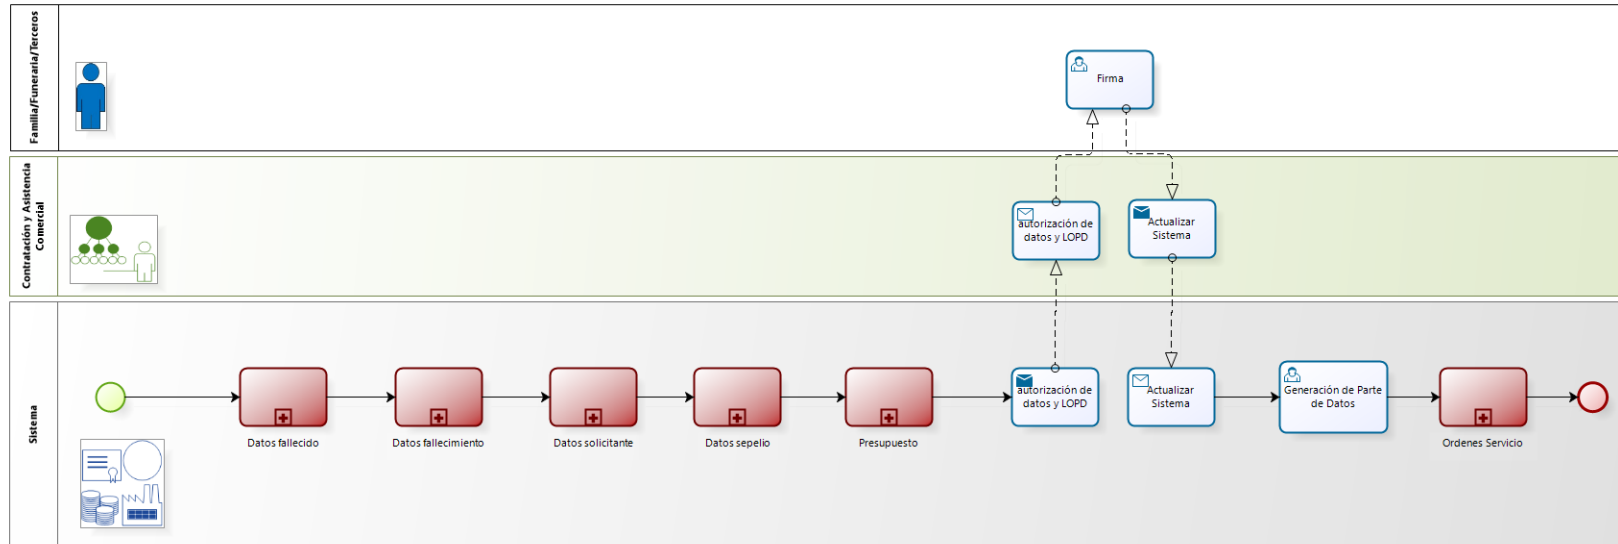 Familia/Funeraria/Terceros
Firma
Contratación y Asistencia
Comercial
autorización de
datos y LOPD
Actualizar
Sistema
Sistema
Datos fallecido
Datos fallecimiento
Datos solicitante
Datos sepelio
Presupuesto
autorización de
datos y LOPD
Actualizar
Sistema
Generación de Parte
de Datos
Ordenes Servicio